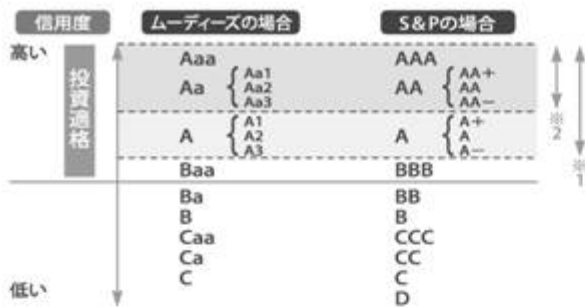 信用度 ムーディーズの場合 S&Pの場合
高い
投資適格
Aaa AAA
Aa { Aa1 Aa2 Aa3 AA { AA+ AA AA−
A { A1 A2 A3 A { A+ A A−
※2
※1
Baa BBB
Ba BB
B B
Caa CCC
Ca CC
C C
低い D